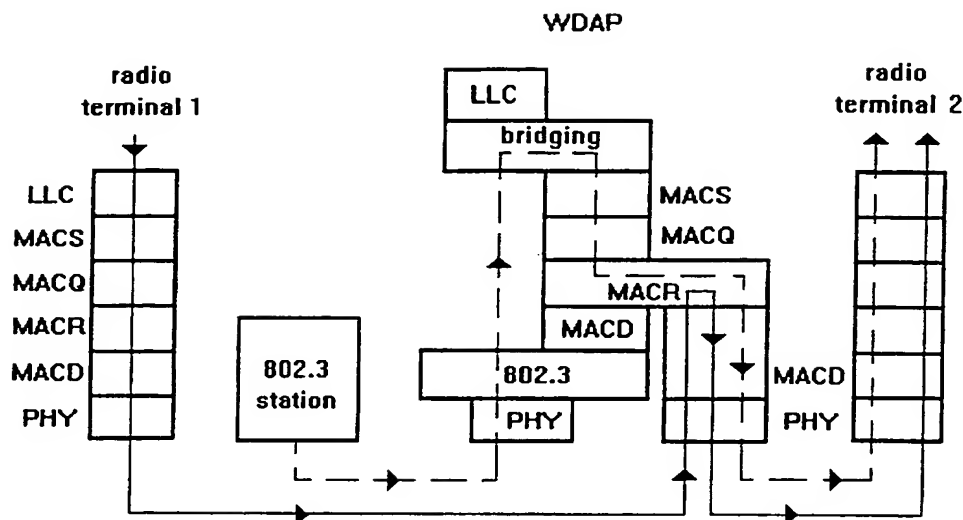 WDAP
radio
terminal 1
LLC
MACS
MACQ
MACR
MACD
PHY
802.3
station
LLC
bridging
MACS
MACQ
MACR
MACD
802.3
PHY
MACD
PHY
radio
terminal 2